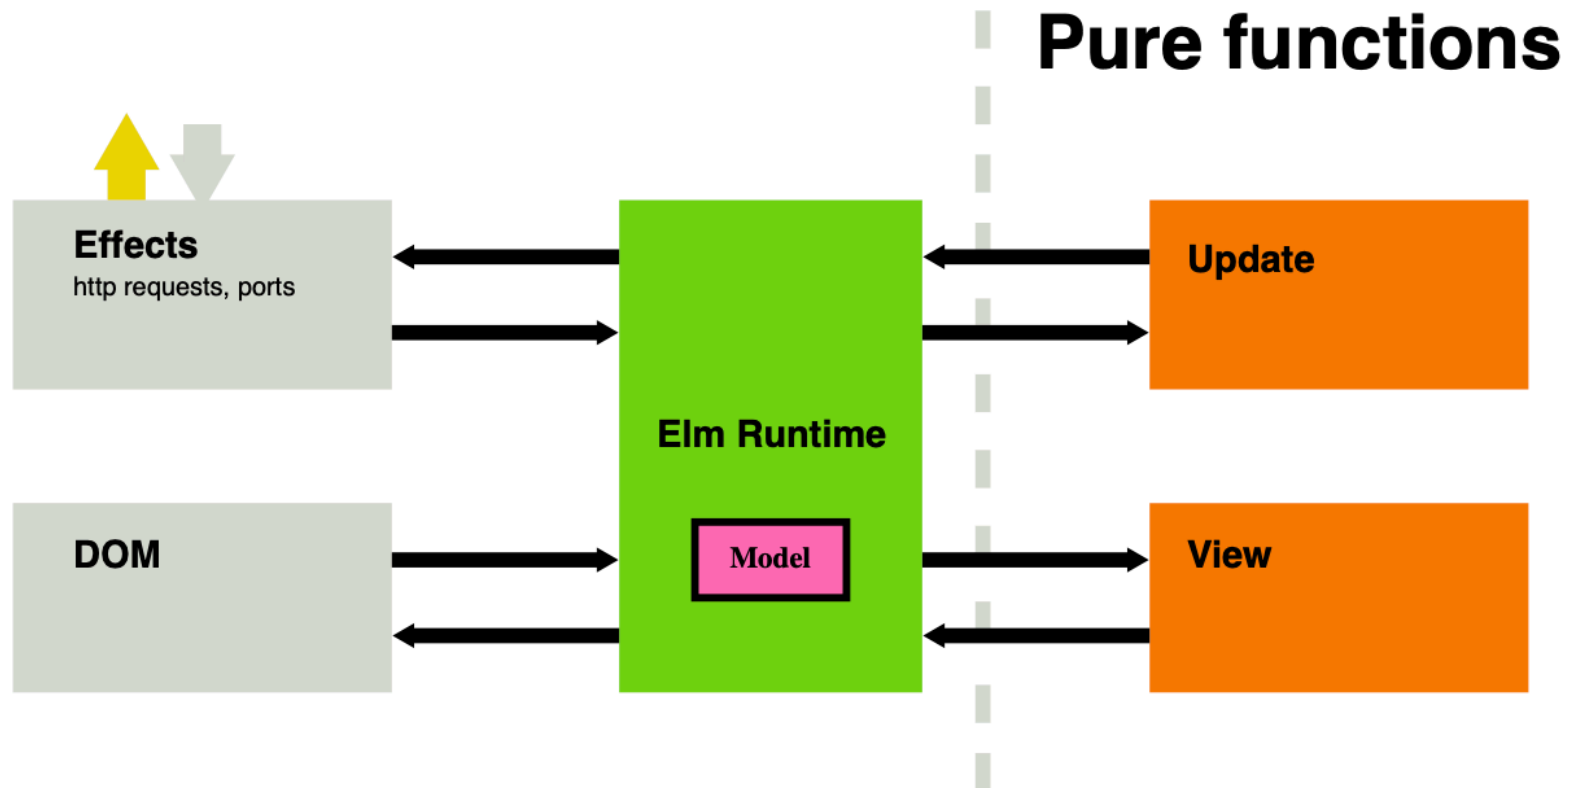 Pure functions
Effects
http requests, ports
Update
Elm Runtime
DOM
Model
View